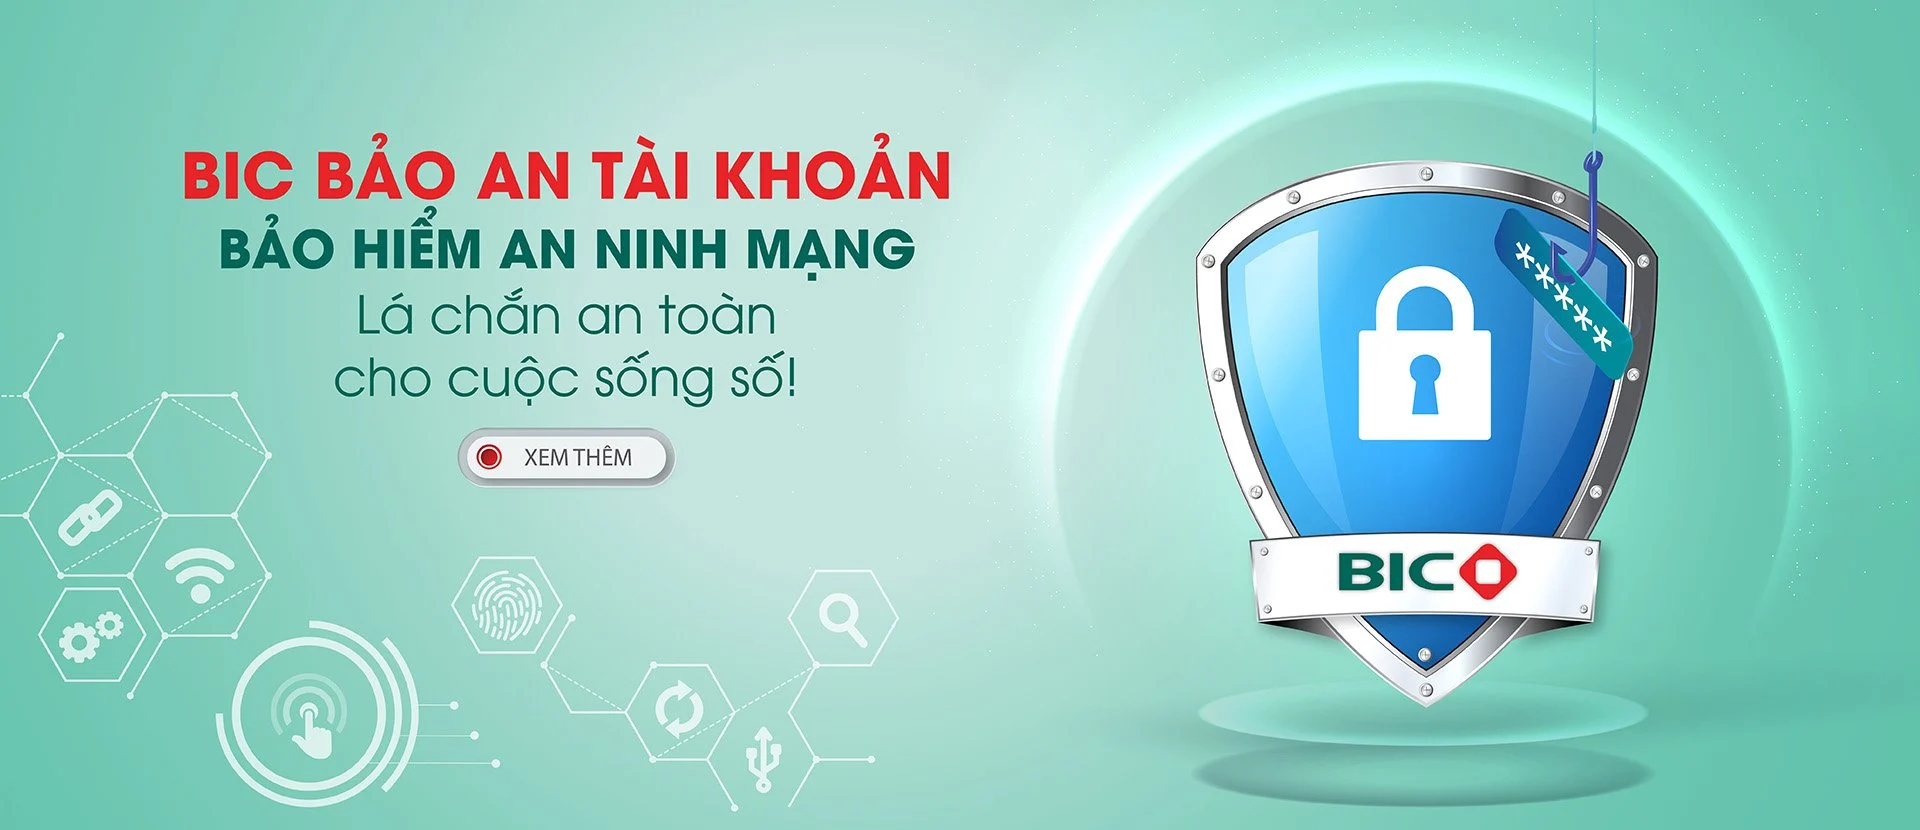 BIC BẢO AN TÀI KHOẢN
BẢO HIỂM AN NINH MẠNG
Lá chắn an toàn
cho cuộc sống số!
XEM THÊM
*****
BIC